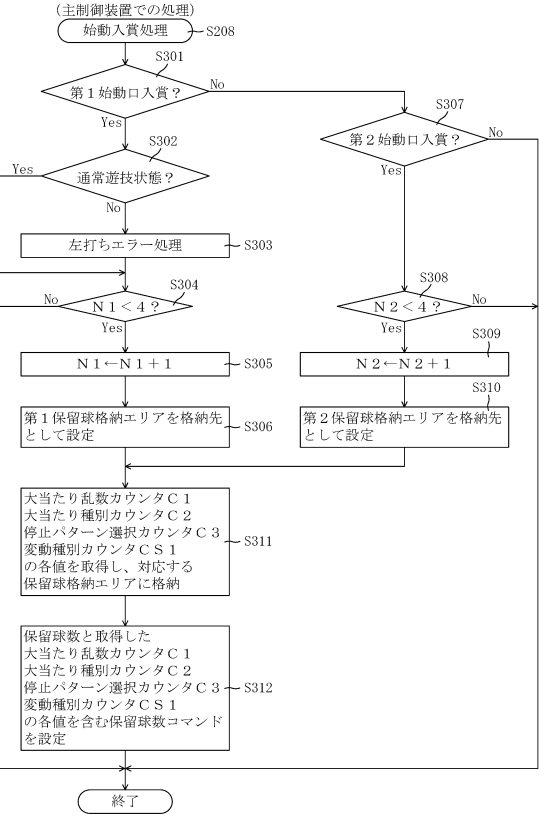 (主制御装置での処理)
始動入賞処理
S208
S301
第１始動口入賞？
No
Yes
S307
第２始動口入賞？
No
Yes
S302
通常遊技状態？
Yes
No
左打ちエラー処理
S303
S304
Ｎ１＜４？
No
Yes
S308
Ｎ２＜４？
No
Yes
Ｎ１←Ｎ１＋１
S305
S309
Ｎ２←Ｎ２＋１
第１保留球格納エリアを格納先
として設定
S306
S310
第２保留球格納エリアを格納先
として設定
大当たり乱数カウンタＣ１
大当たり種別カウンタＣ２
停止パターン選択カウンタＣ３
変動種別カウンタＣＳ１
の各値を取得し、対応する
保留球格納エリアに格納
S311
保留球数と取得した
大当たり乱数カウンタＣ１
大当たり種別カウンタＣ２
停止パターン選択カウンタＣ３
変動種別カウンタＣＳ１
の各値を含む保留球数コマンド
を設定
S312
終了